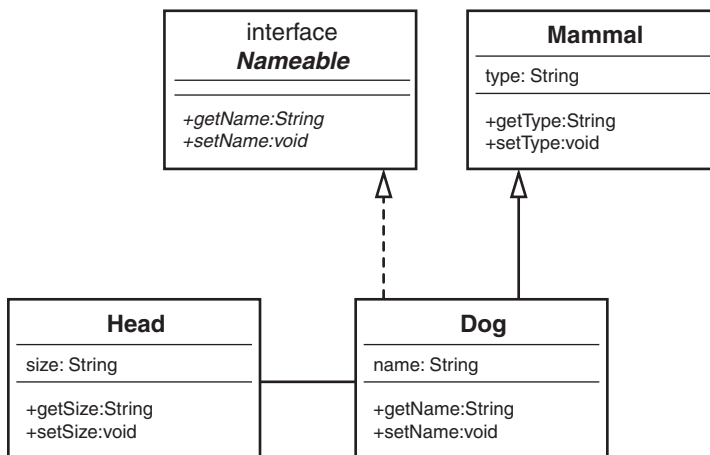 interface
Nameable
+getName:String
+setName:void
Mammal
type: String
+getType:String
+setType:void
Head
size: String
+getSize:String
+setSize:void
Dog
name: String
+getName:String
+setName:void